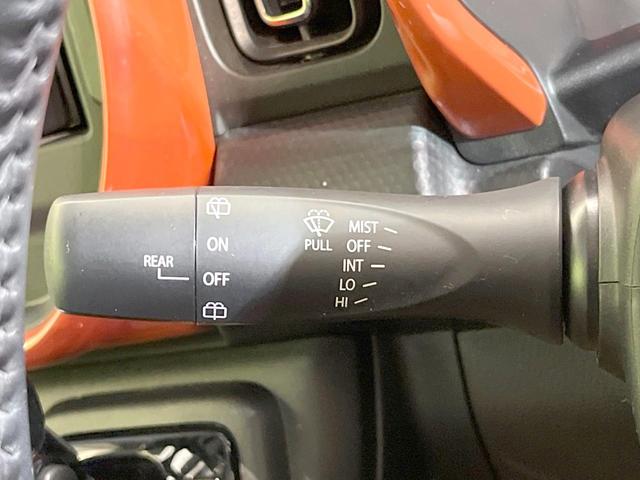 REAR
ON
OFF
PULL
MIST
OFF
INT
LO
HI